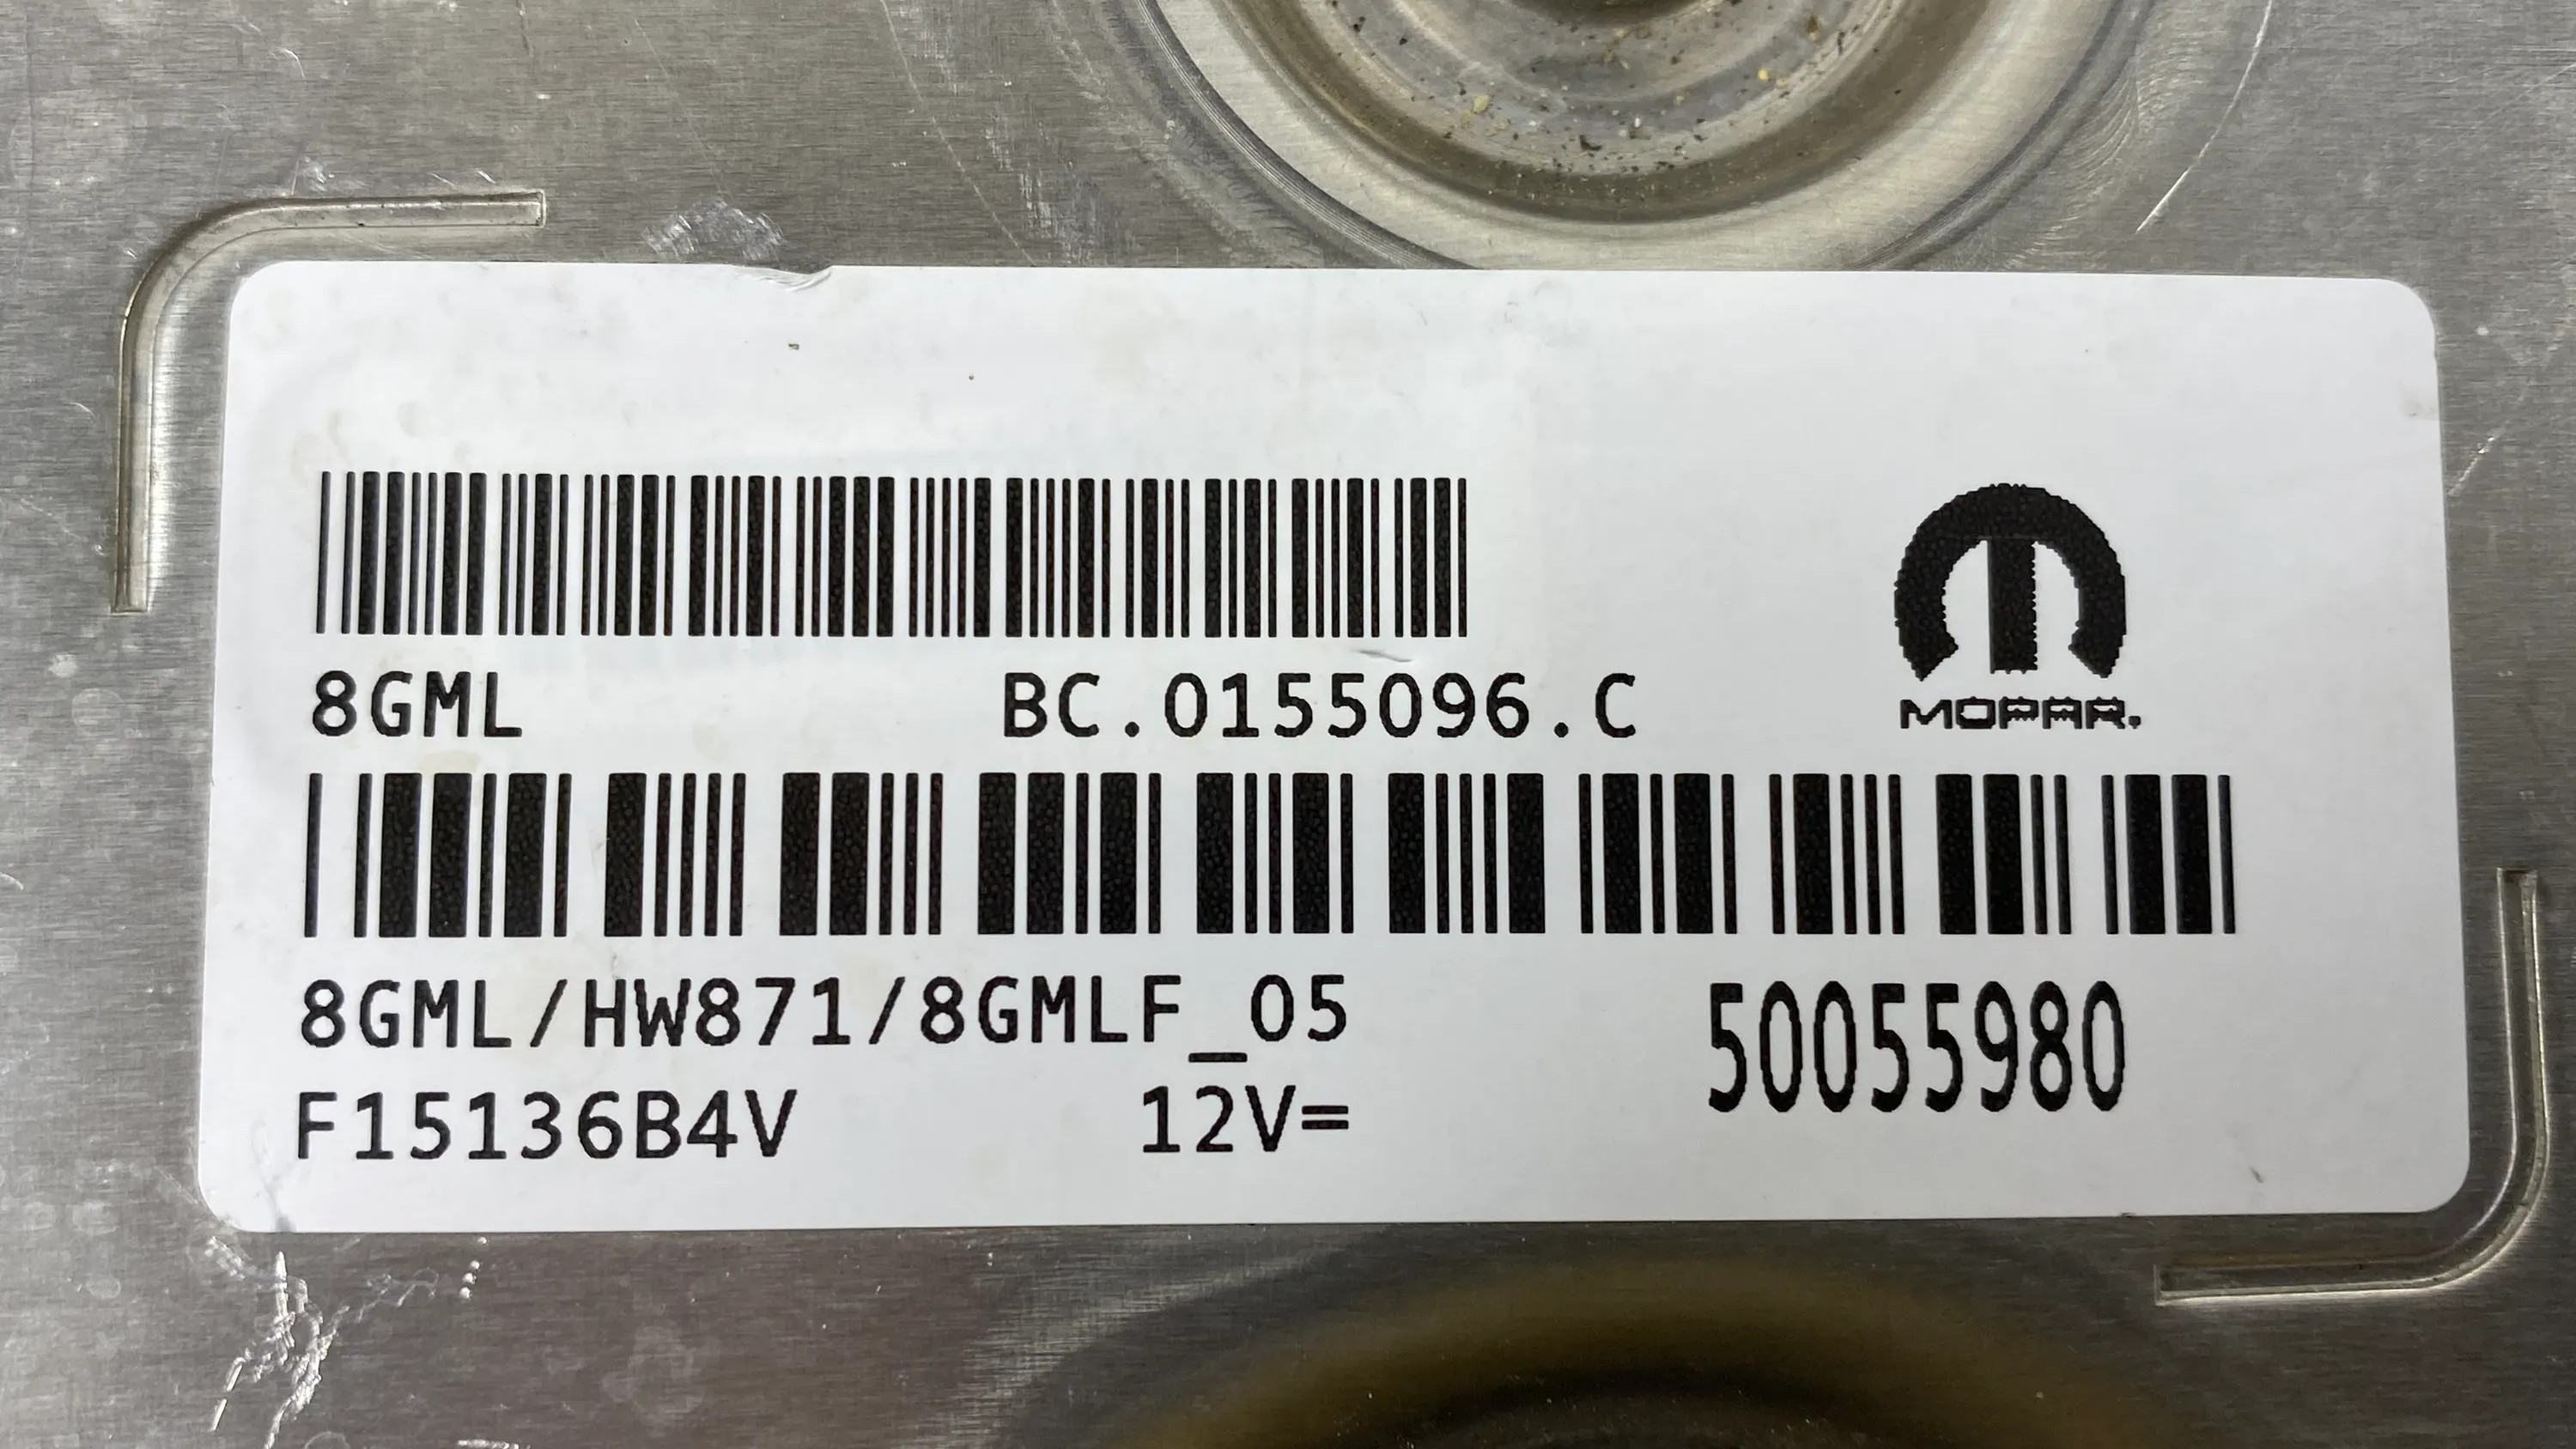 8GML BC.0155096.C
MOPAR.
8GML/HW871/8GMLF_05 50055980
F15136B4V 12V=